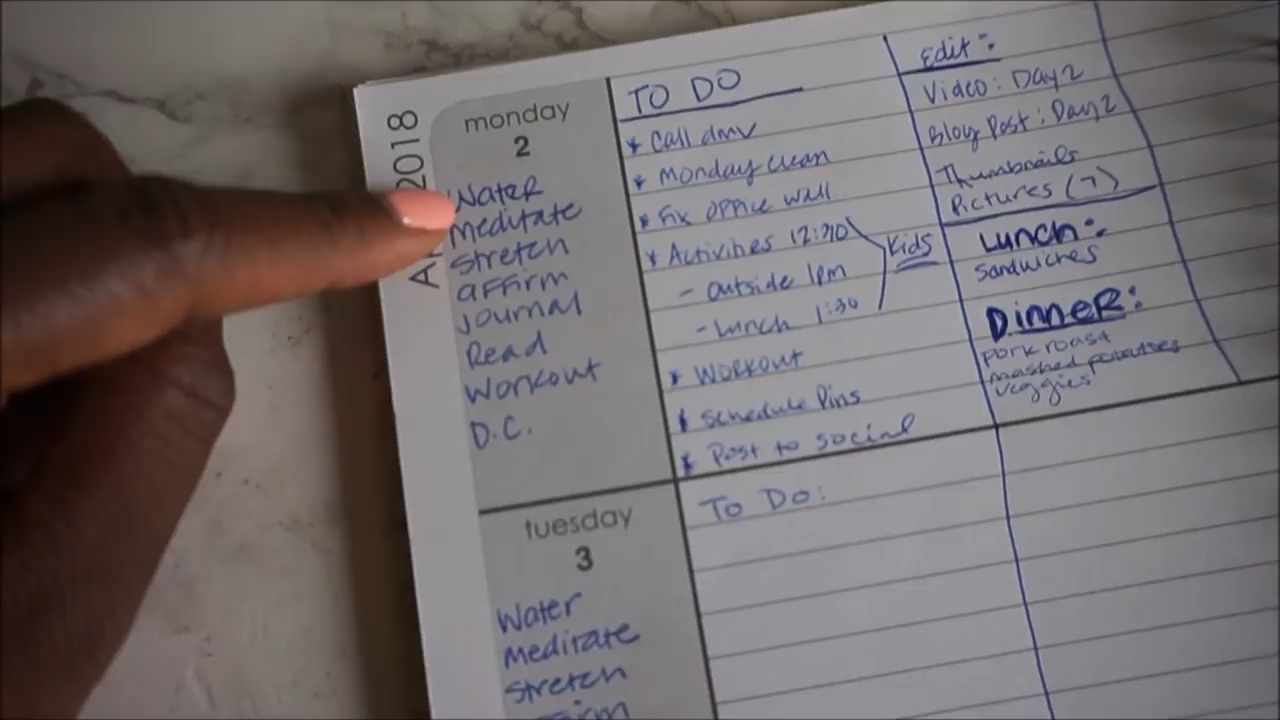 2018
monday
2
Water
Meditate
Stretch
affirm
Journal
Read
Workout
D.C.
TO DO
* Call dmv
* Monday clean
* Fix office wall
* Activities 12:30
- outside 1pm
- Lunch 1:30
Kids
* Workout
* Schedule Pins
* Post to social
Edit:
Video: Day 2
Blog Post: Day 2
Thumbnails
Pictures (7)
Lunch:
Sandwiches
Dinner:
pork roast
mashed potatoes
veggies
tuesday
3
Water
Meditate
Stretch
To Do: